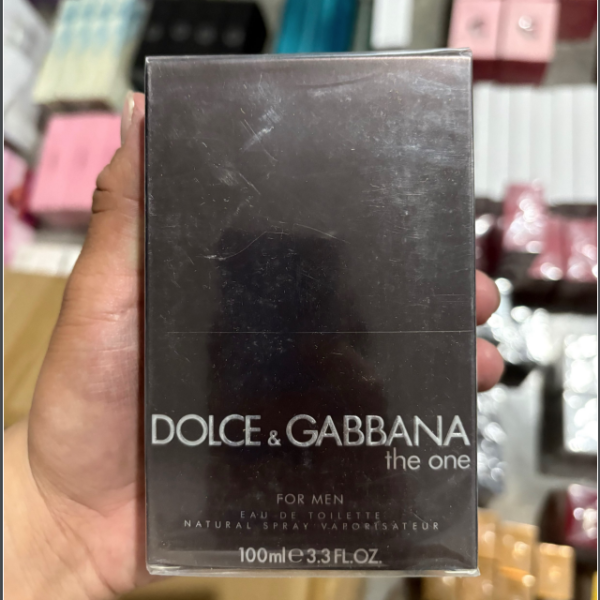 DOLCE & GABBANA
the one
FOR MEN
EAU DE TOILETTE
NATURAL SPRAY VAPORISATEUR
100ml℮3.3 FL.OZ.